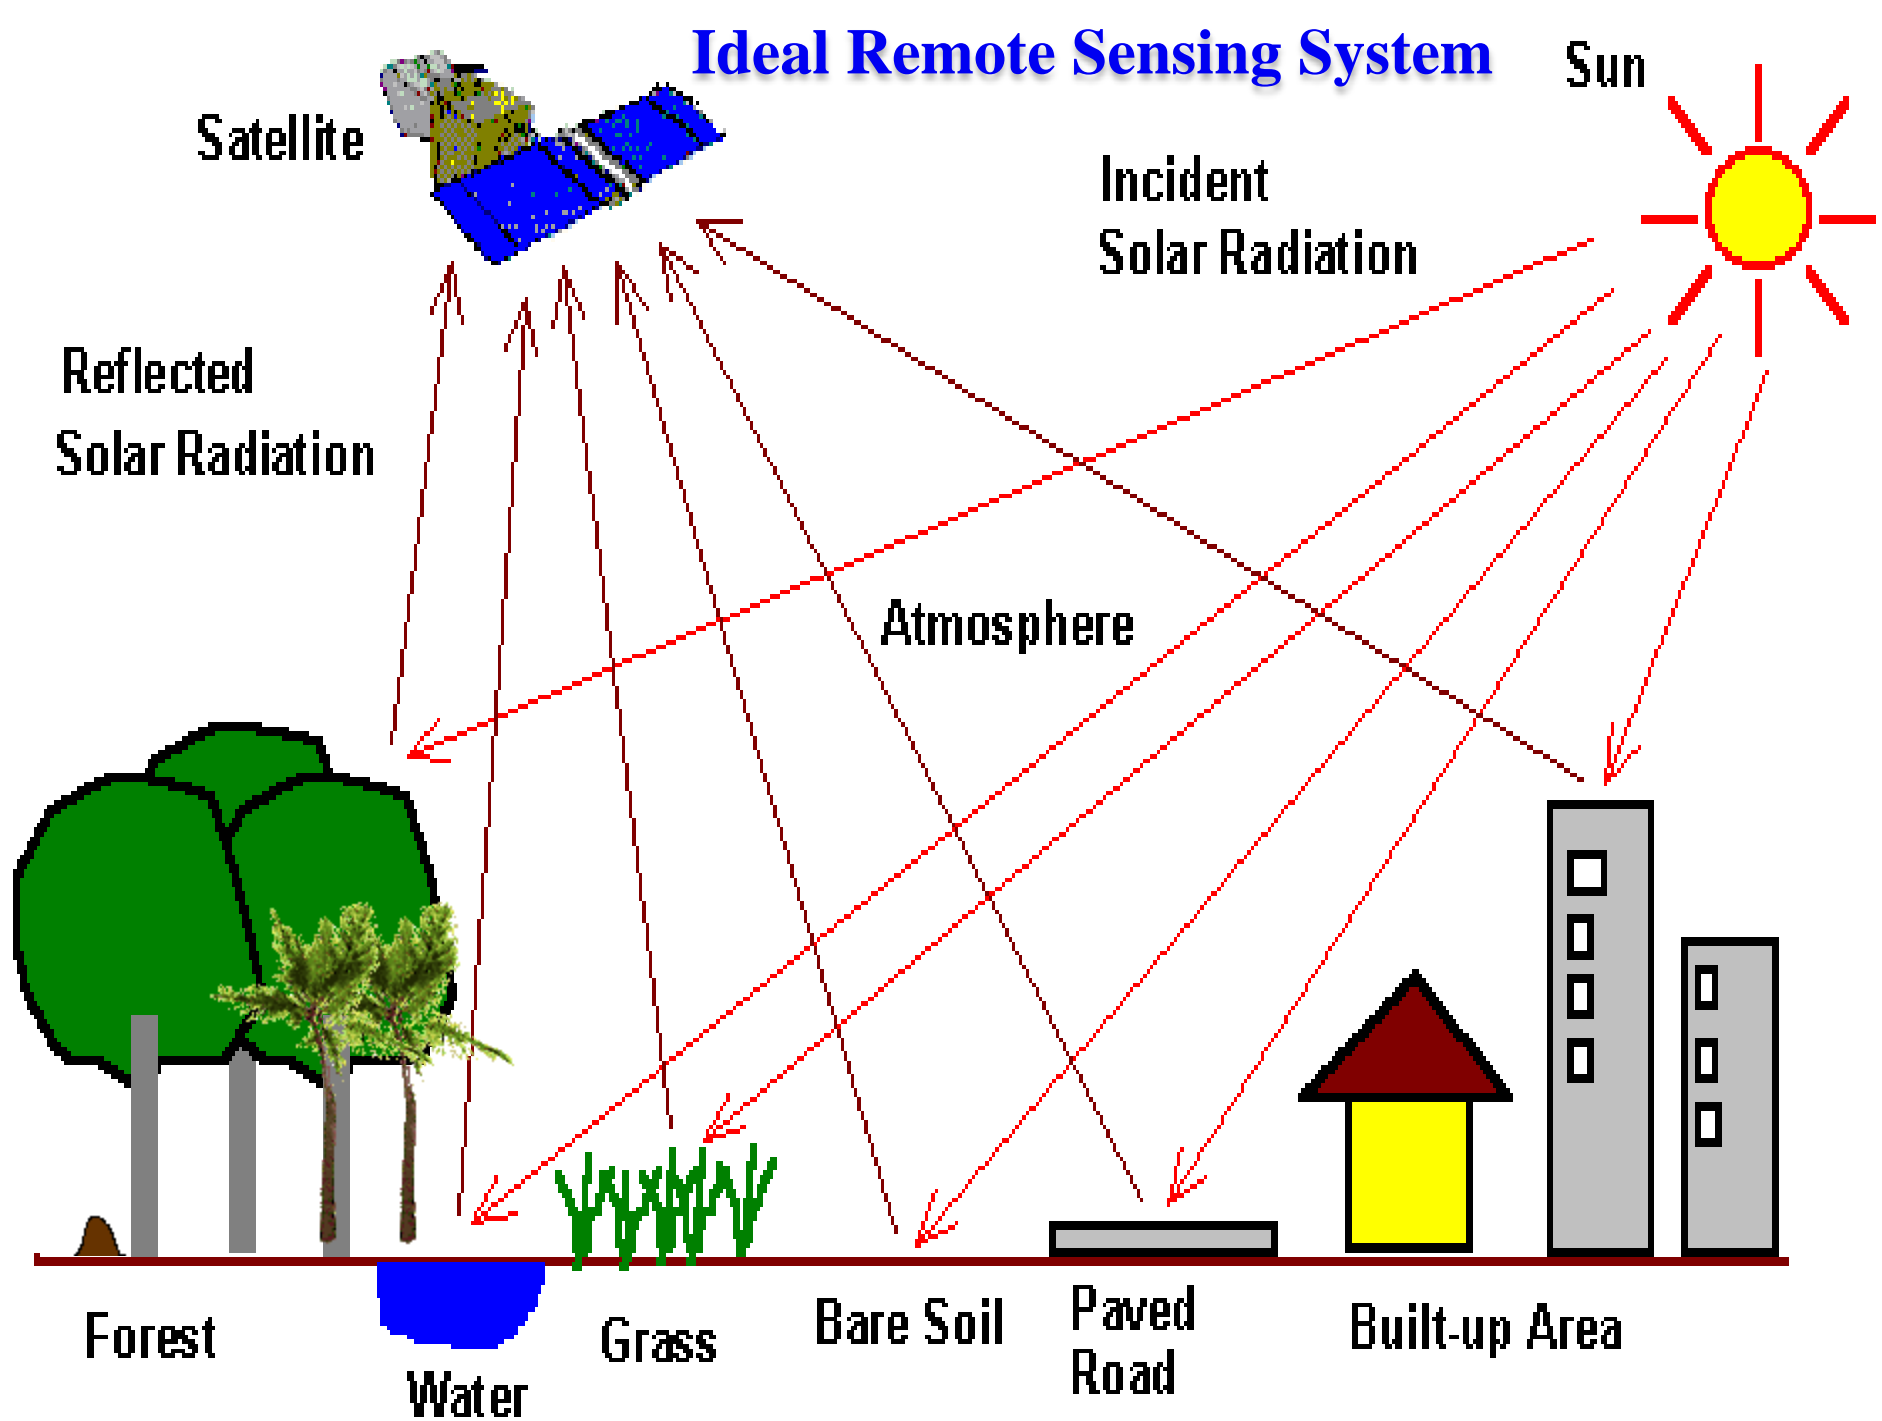 Ideal Remote Sensing System
Sun
Satellite
Incident
Solar Radiation
Reflected
Solar Radiation
Atmosphere
Forest
Water
Grass
Bare Soil
Paved
Road
Built-up Area